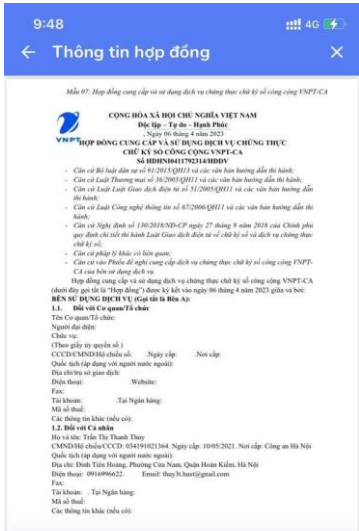 9:48
4G
Thông tin hợp đồng
Mẫu 07: Hợp đồng cung cấp và sử dụng dịch vụ chứng thực chữ ký số công cộng VNPT-CA
VNPT
CỘNG HÒA XÃ HỘI CHỦ NGHĨA VIỆT NAM
Độc lập - Tự do - Hạnh Phúc
, Ngày 06 tháng 4 năm 2023
HỢP ĐỒNG CUNG CẤP VÀ SỬ DỤNG DỊCH VỤ CHỨNG THỰC
CHỮ KÝ SỐ CÔNG CỘNG VNPT-CA
Số HDHNI0411792314/HDDV
- Căn cứ Bộ luật dân sự số 91/2015/QH13 và các văn bản hướng dẫn thi hành;
- Căn cứ Luật Thương mại số 36/2005/QH11 và các văn bản hướng dẫn thi hành;
- Căn cứ Luật Luật Giao dịch điện tử số 51/2005/QH11 và các văn bản hướng dẫn
thi hành;
- Căn cứ Luật Công nghệ thông tin số 67/2006/QH11 và các văn bản hướng dẫn thi
hành;
- Căn cứ Nghị định số 130/2018/NĐ-CP ngày 27 tháng 9 năm 2018 của Chính phủ
quy định chi tiết thi hành Luật Giao dịch điện tử về chữ ký số và dịch vụ chứng thực
chữ ký số;
- Căn cứ pháp lý khác có liên quan;
- Căn cứ vào Phiếu đề nghị cung cấp dịch vụ chứng thực chữ ký số công cộng VNPT-
CA của bên sử dụng dịch vụ.
Hợp đồng cung cấp và sử dụng dịch vụ chứng thực chữ ký số công cộng VNPT-CA
(dưới đây gọi tắt là "Hợp đồng") được ký kết vào ngày 06 tháng 4 năm 2023 giữa và bởi:
BÊN SỬ DỤNG DỊCH VỤ (Gọi tắt là Bên A):
1.1. Đối với Cơ quan/Tổ chức
Tên Cơ quan/Tổ chức:
Người đại diện:
Chức vụ:
(Theo giấy ủy quyền số )
CCCD/CMND/Hộ chiếu số: .Ngày cấp: .Nơi cấp:
Quốc tịch (áp dụng với người nước ngoài):
Địa chỉ/trụ sở giao dịch:
Điện thoại: .Website:
Fax:
Tài khoản: .Tại Ngân hàng:
Mã số thuế:
Các thông tin khác (nếu có):
1.2. Đối với Cá nhân
Họ và tên: Trần Thị Thanh Thủy
CMND/Hộ chiếu/CCCD: 034191021364. Ngày cấp: 10/05/2021. Nơi cấp: Công an Hà Nội
Quốc tịch (áp dụng với người nước ngoài):
Địa chỉ: Đinh Tiên Hoàng, Phường Cửa Nam, Quận Hoàn Kiếm, Hà Nội
Điện thoại: 0916996622. Email: thuy3t.hust@gmail.com
Fax:
Tài khoản: . Tại Ngân hàng:
Mã số thuế:
Các thông tin khác (nếu có):